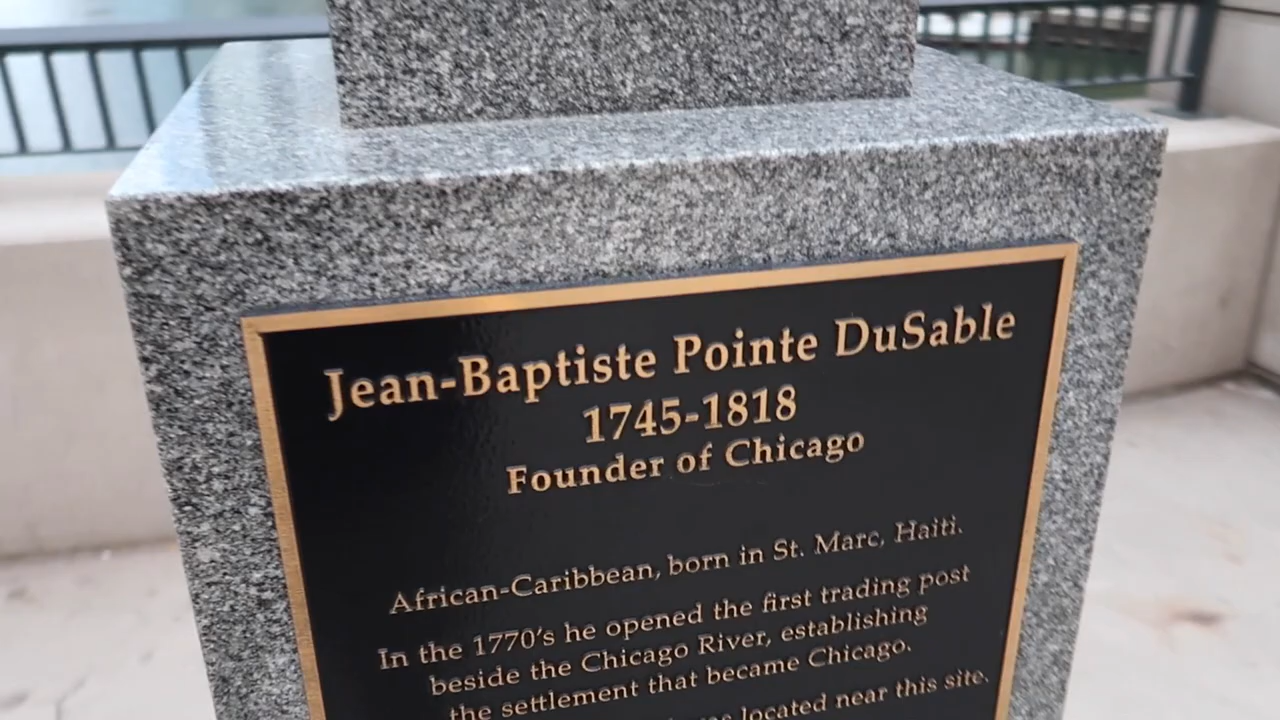 Jean-Baptiste Pointe DuSable
1745-1818
Founder of Chicago
African-Caribbean, born in St. Marc, Haiti.
In the 1770's he opened the first trading post
beside the Chicago River, establishing
the settlement that became Chicago.
located near this site.